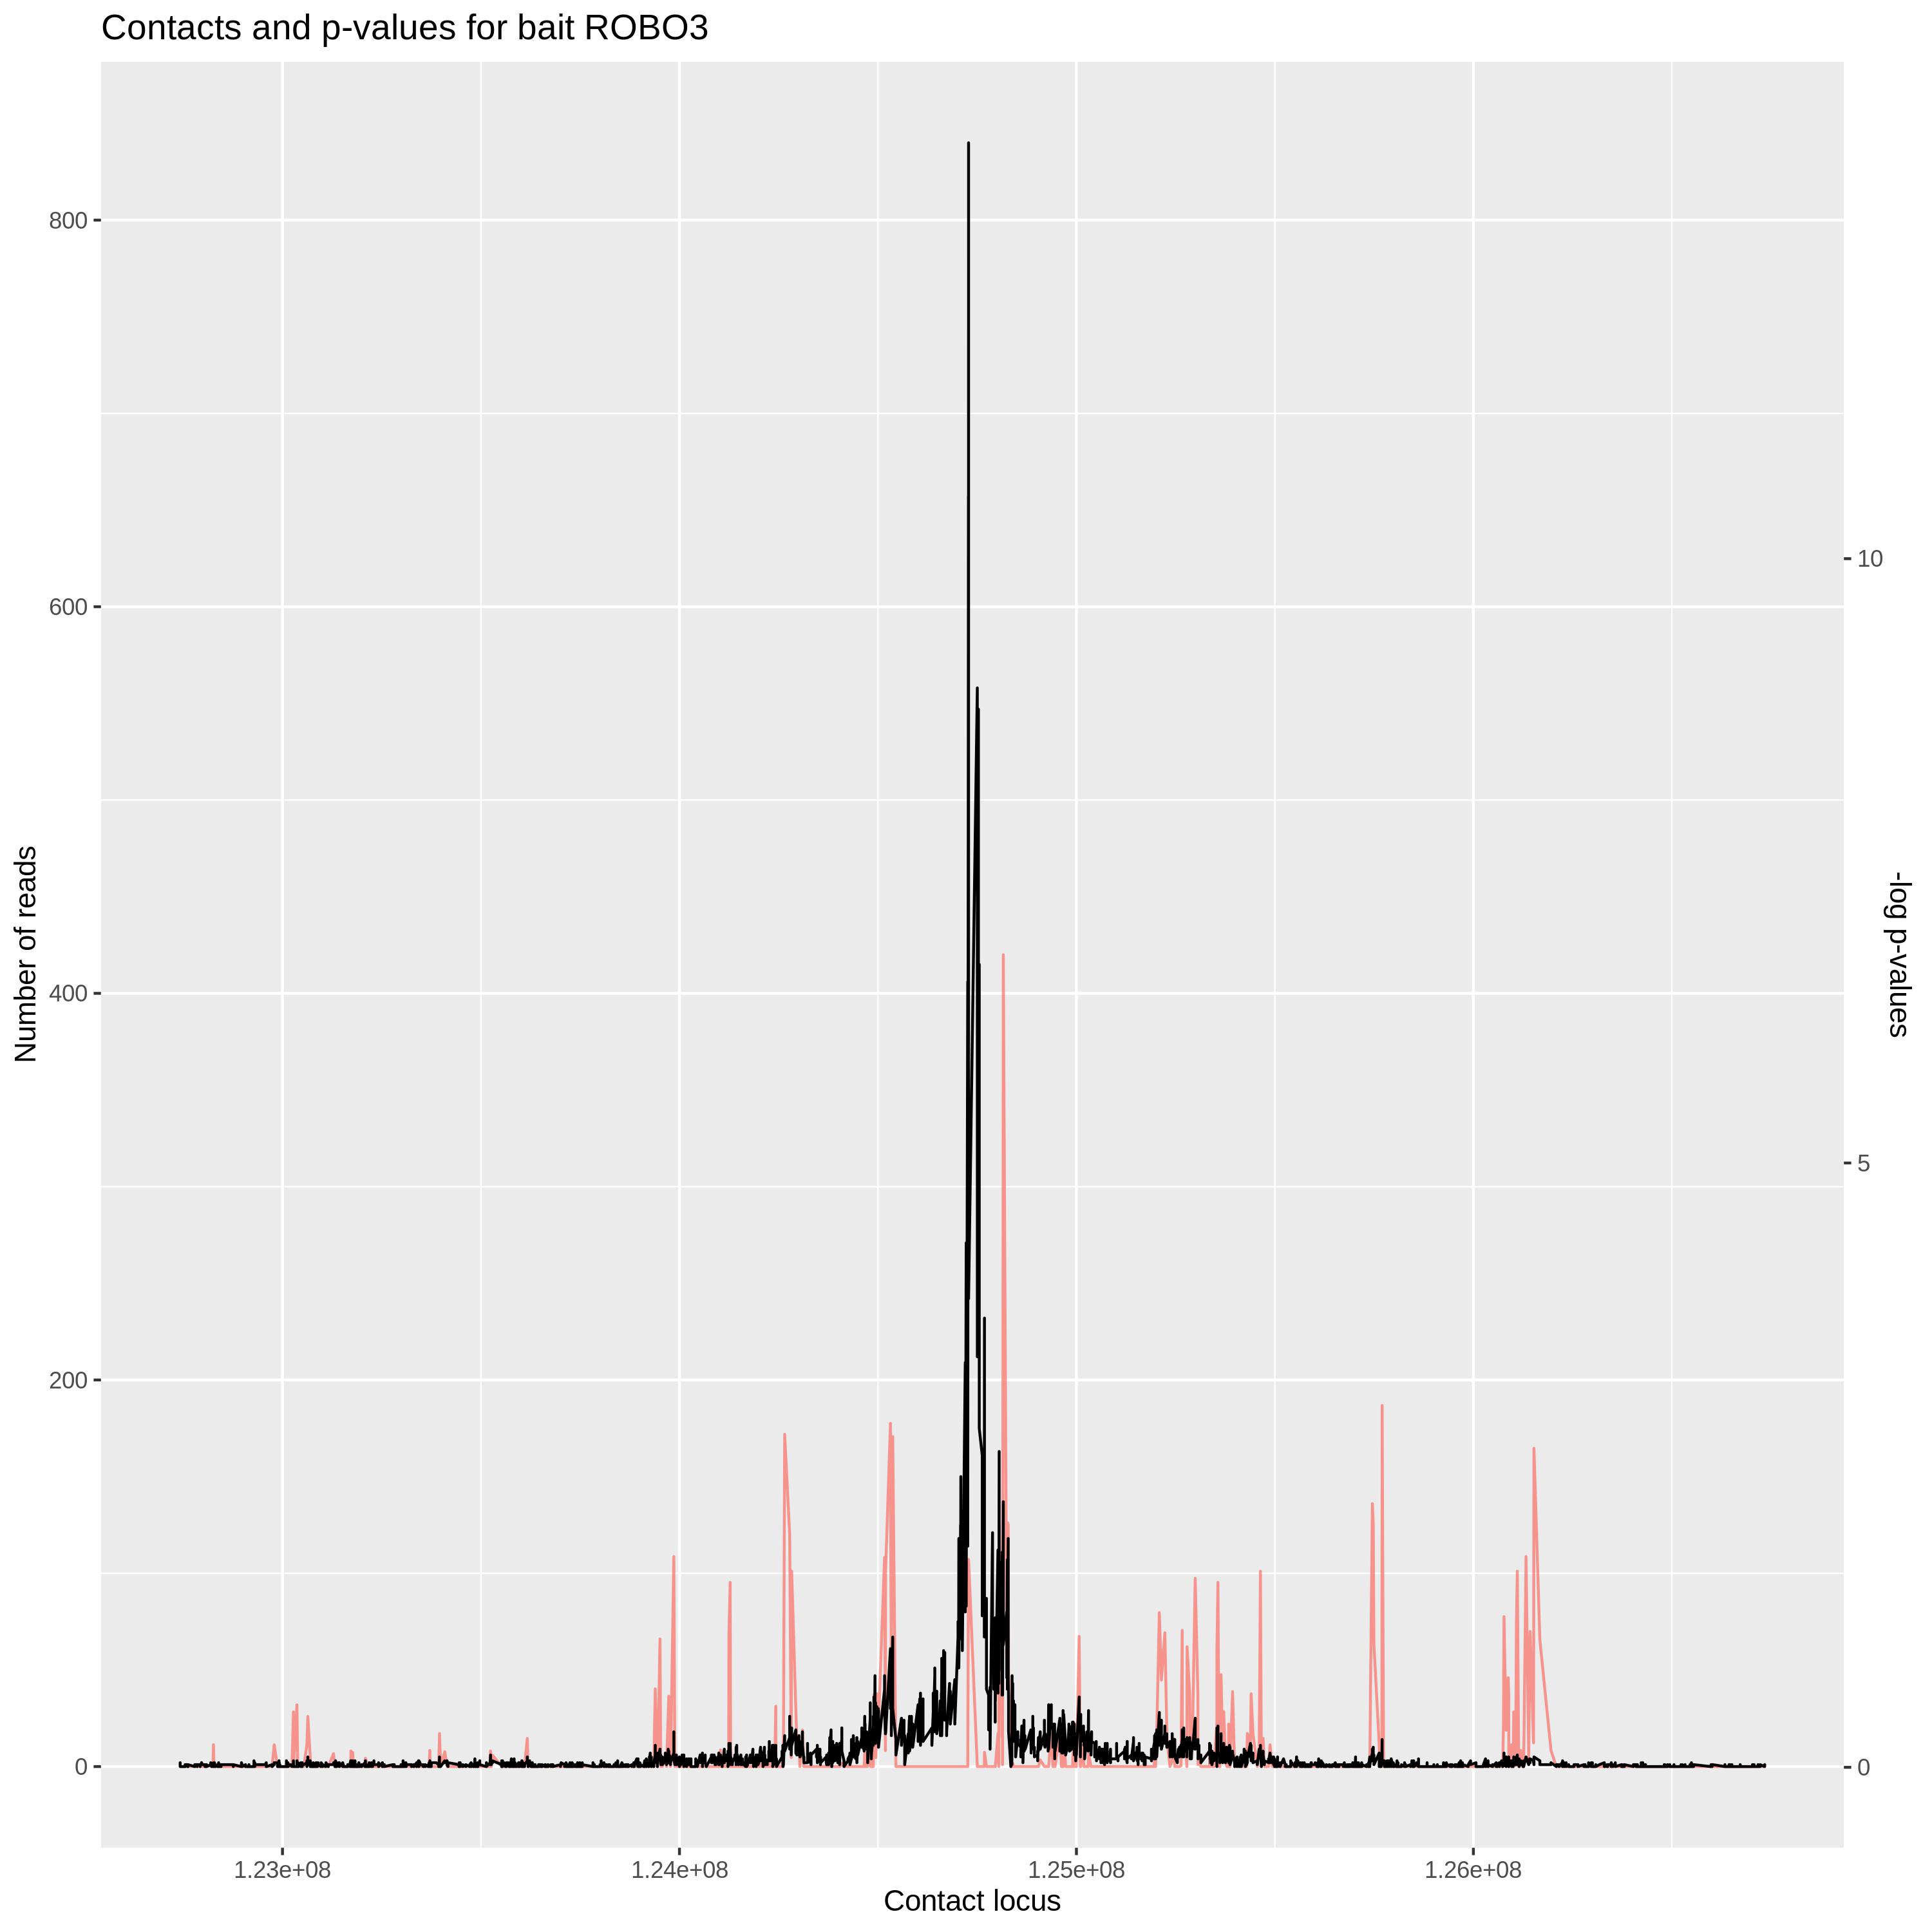 Contacts and p-values for bait ROBO3
800
600
400
200
0
Number of reads
10
5
0
-log p-values
1.23e+08
1.24e+08
1.25e+08
1.26e+08
Contact locus